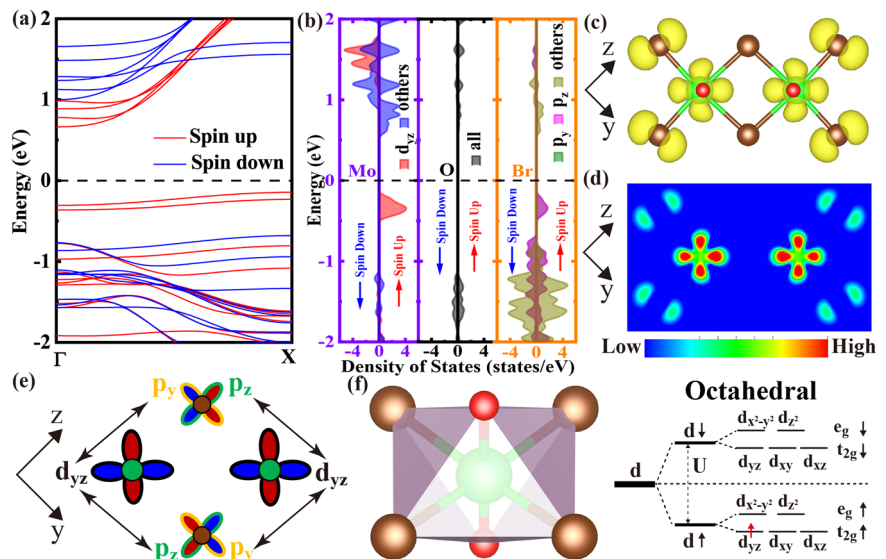 (a)
2
1
0
-1
-2
Energy (eV)
Spin up
Spin down
Γ
X
(b)
2
1
0
-1
-2
Energy (eV)
Mo
d_yz
others
Spin Down
Spin Up
O
all
Spin Down
Spin Up
Br
p_y
p_z
others
Spin Down
Spin Up
-4 0 4
-4 0 4
-4 0 4
Density of States (states/eV)
(c)
z
y
(d)
z
y
Low
High
(e)
z
y
p_y p_z
d_yz
d_yz
p_z p_y
(f)
Octahedral
d
d↓
U
d↑
d_x²-y² d_z²
e_g ↓
t_2g ↓
d_yz d_xy d_xz
d_x²-y² d_z²
e_g ↑
t_2g ↑
d_yz d_xy d_xz